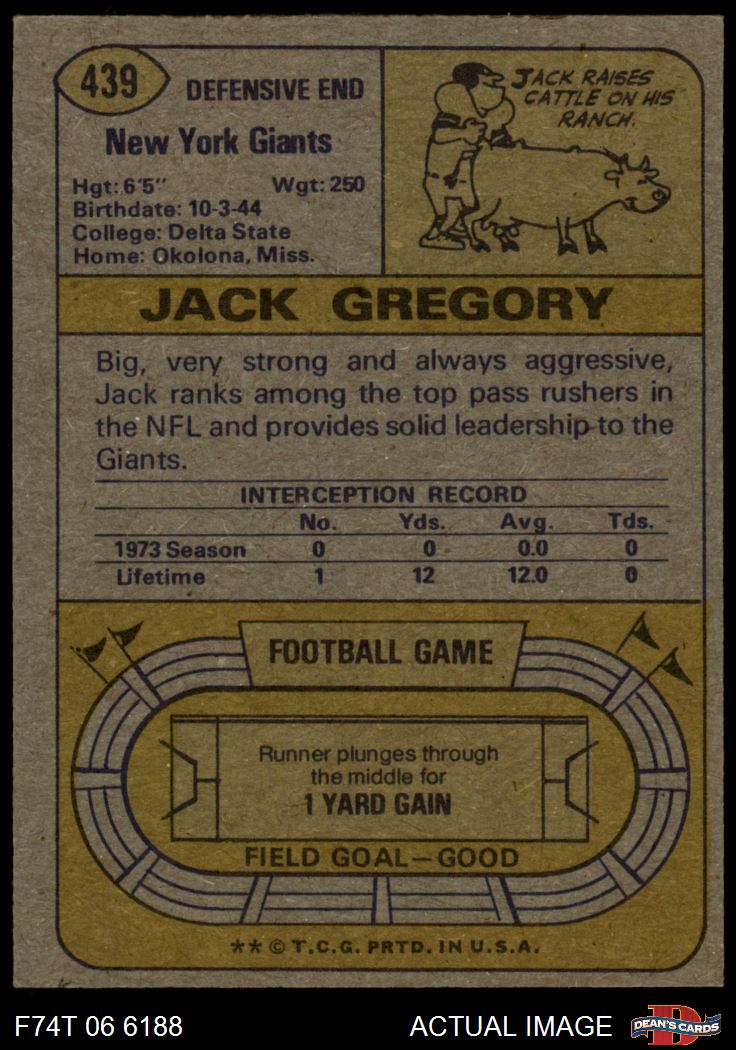 439
DEFENSIVE END
New York Giants
Hgt: 6'5" Wgt: 250
Birthdate: 10-3-44
College: Delta State
Home: Okolona, Miss.
JACK RAISES
CATTLE ON HIS
RANCH.
JACK GREGORY
Big, very strong and always aggressive,
Jack ranks among the top pass rushers in
the NFL and provides solid leadership to the
Giants.
INTERCEPTION RECORD
No. Yds. Avg. Tds.
1973 Season 0 0 0.0 0
Lifetime 1 12 12.0 0
FOOTBALL GAME
Runner plunges through
the middle for
1 YARD GAIN
FIELD GOAL—GOOD
** © T.C.G. PRTD. IN U.S.A.
F74T 06 6188
ACTUAL IMAGE
D
DEAN'S CARDS